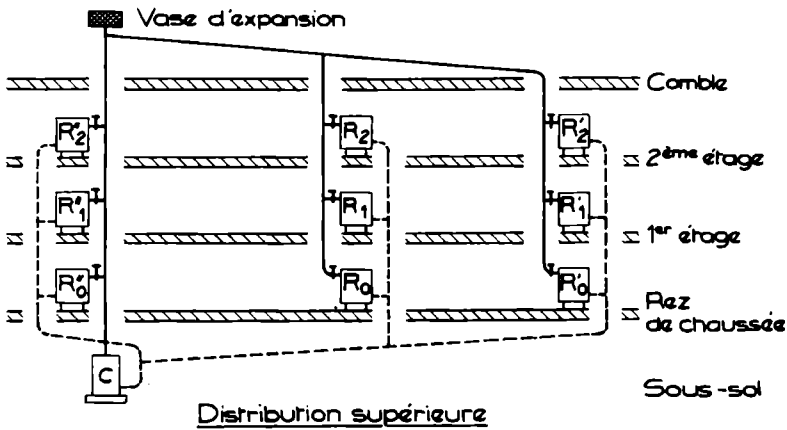 Vase d'expansion
Comble
R"2 R2 R'2
2ème étage
R"1 R1 R'1
1er étage
R"0 R0 R'0
Rez
de chaussée
C
Sous-sol
Distribution supérieure